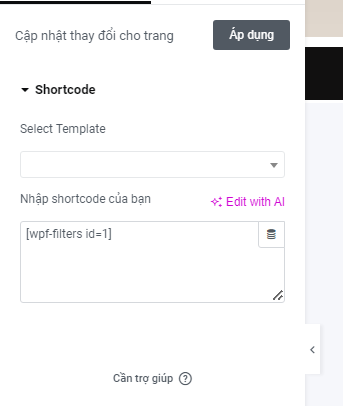 Cập nhật thay đổi cho trang
Áp dụng
Shortcode
Select Template
Nhập shortcode của bạn
Edit with AI
[wpf-filters id=1]
Cần trợ giúp ?